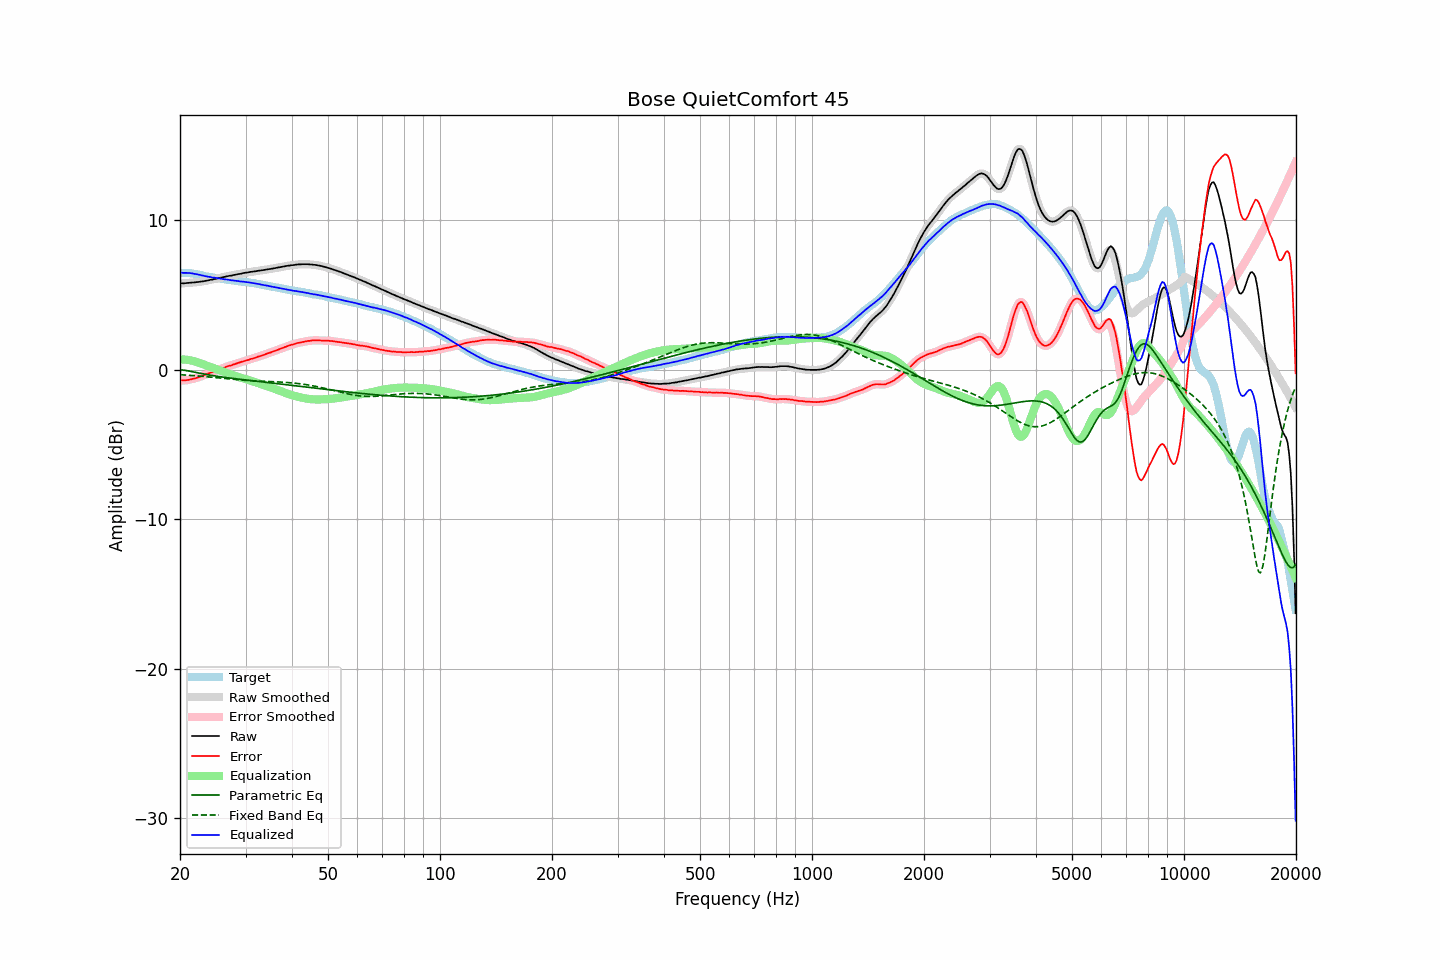 Bose QuietComfort 45
Amplitude (dBr)
10
0
−10
−20
−30
Target
Raw Smoothed
Error Smoothed
Raw
Error
Equalization
Parametric Eq
Fixed Band Eq
Equalized
20 50 100 200 500 1000 2000 5000 10000 20000
Frequency (Hz)